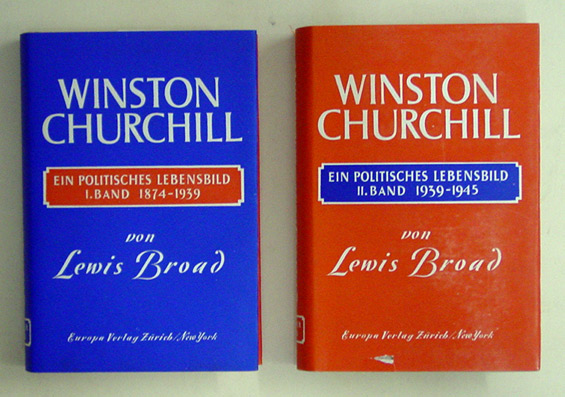 WINSTON
CHURCHILL
EIN POLITISCHES LEBENSBILD
I. BAND 1874-1939
von
Lewis Broad
Europa Verlag Zürich/New York
WINSTON
CHURCHILL
EIN POLITISCHES LEBENSBILD
II. BAND 1939-1945
von
Lewis Broad
Europa Verlag Zürich/New York